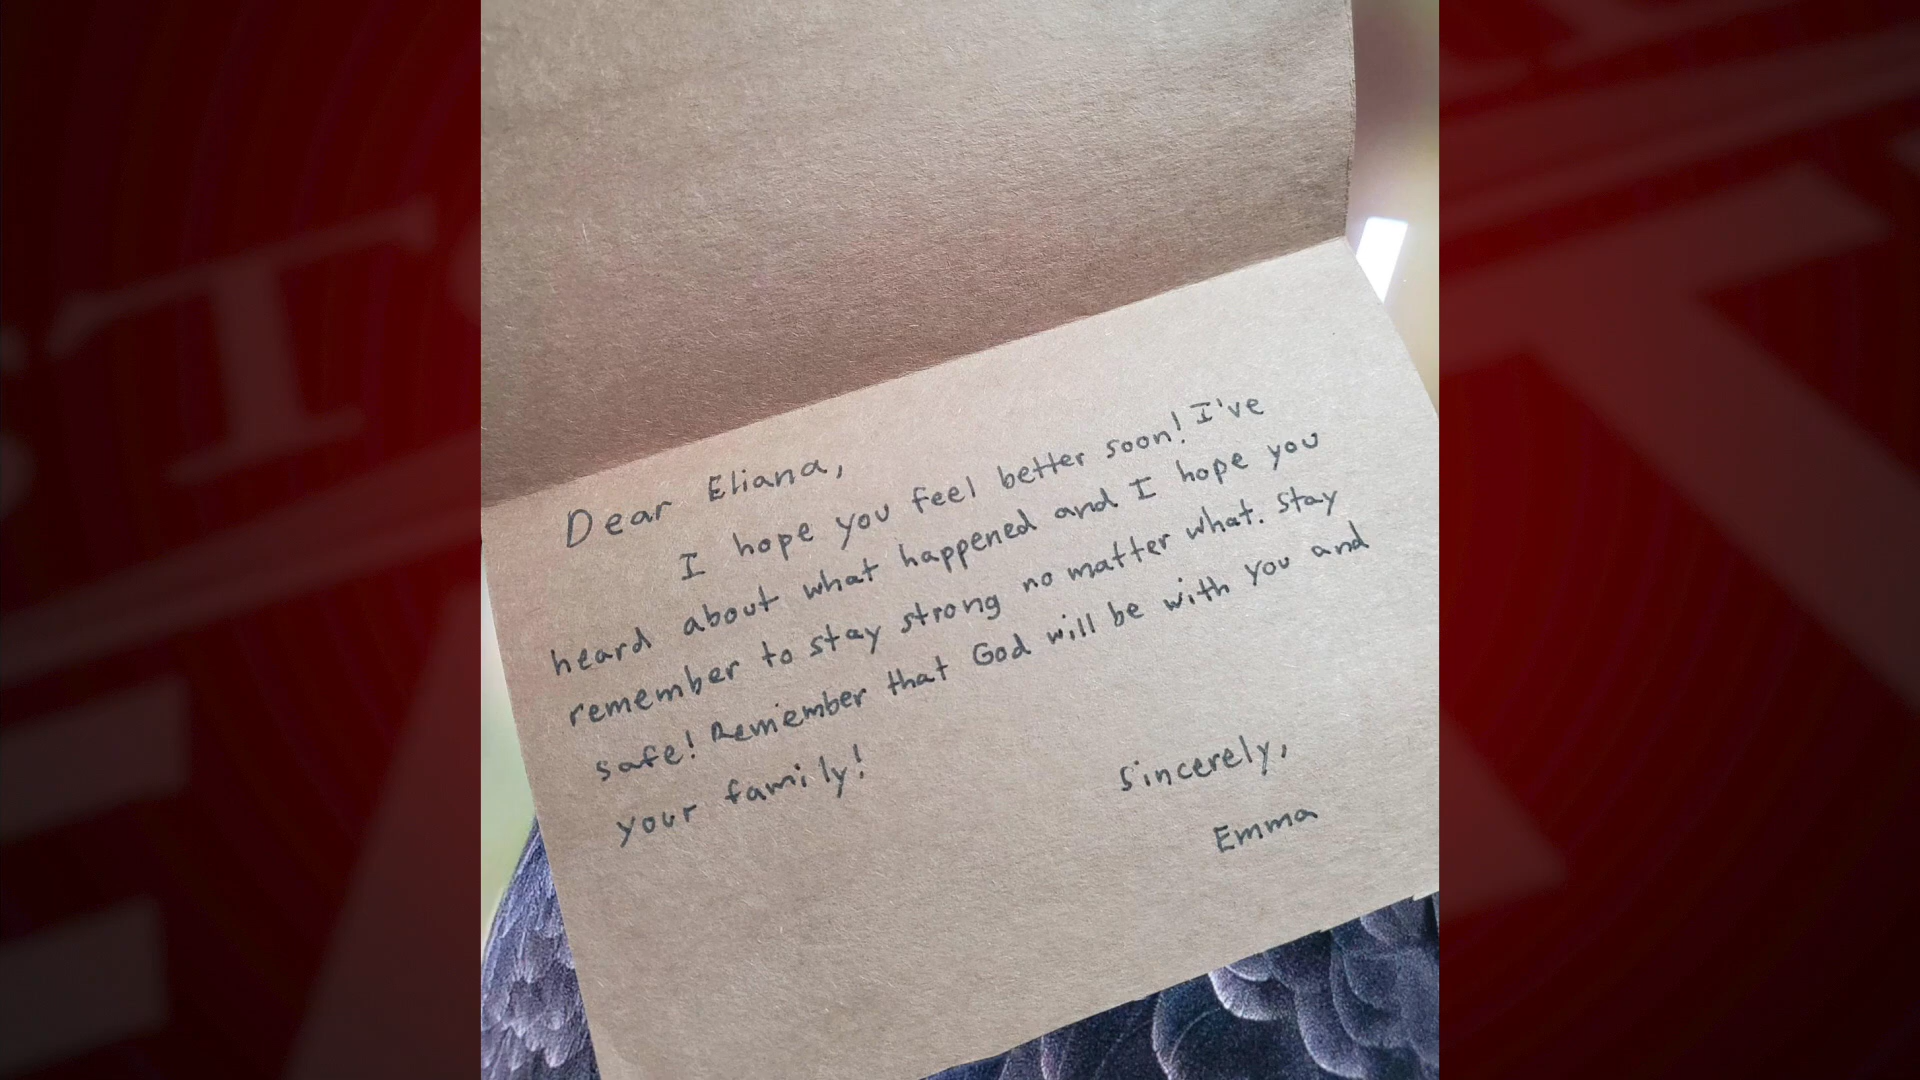 Dear Eliana,
I hope you feel better soon! I've
heard about what happened and I hope you
remember to stay strong no matter what. Stay
safe! Remember that God will be with you and
your family!
Sincerely,
Emma